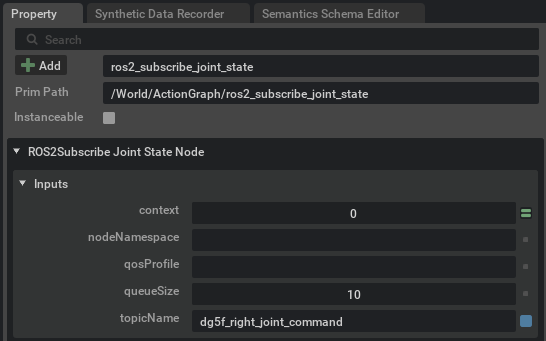 Property
Synthetic Data Recorder
Semantics Schema Editor
Search
Add
ros2_subscribe_joint_state
Prim Path
/World/ActionGraph/ros2_subscribe_joint_state
Instanceable
ROS2Subscribe Joint State Node
Inputs
context
0
nodeNamespace
qosProfile
queueSize
10
topicName
dg5f_right_joint_command